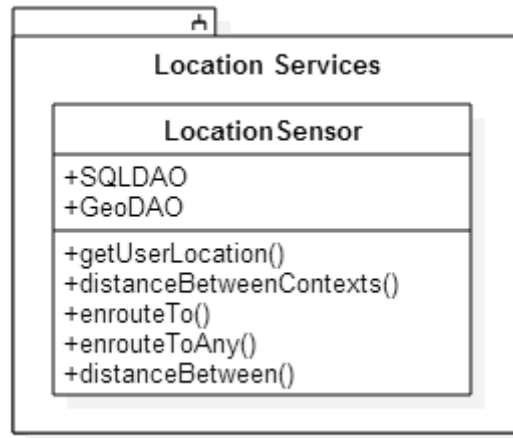 Location Services
LocationSensor
+SQLDAO
+GeoDAO
+getUserLocation()
+distanceBetweenContexts()
+enrouteTo()
+enrouteToAny()
+distanceBetween()